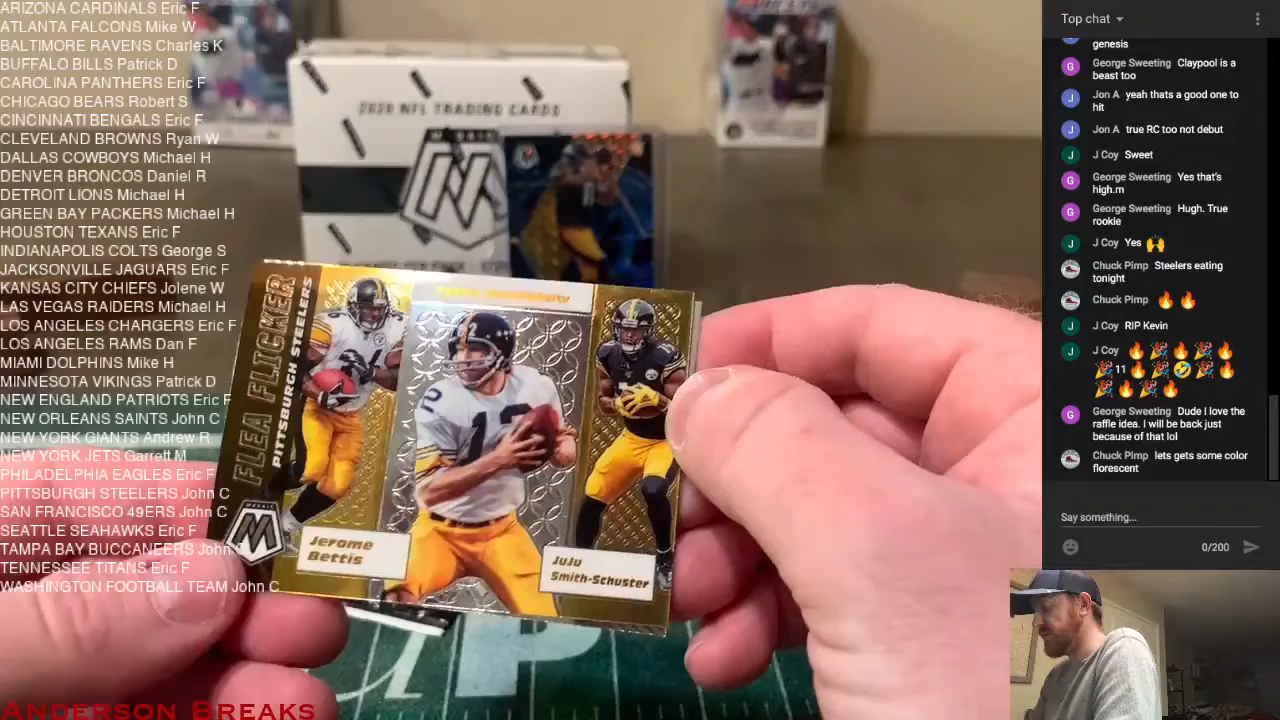 ARIZONA CARDINALS Eric F
ATLANTA FALCONS Mike W
BALTIMORE RAVENS Charles K
BUFFALO BILLS Patrick D
CAROLINA PANTHERS Eric F
CHICAGO BEARS Robert S
CINCINNATI BENGALS Eric F
CLEVELAND BROWNS Ryan W
DALLAS COWBOYS Michael H
DENVER BRONCOS Daniel R
DETROIT LIONS Michael H
GREEN BAY PACKERS Michael H
HOUSTON TEXANS Eric F
INDIANAPOLIS COLTS George S
JACKSONVILLE JAGUARS Eric F
KANSAS CITY CHIEFS Jolene W
LAS VEGAS RAIDERS Michael H
LOS ANGELES CHARGERS Eric F
LOS ANGELES RAMS Dan F
MIAMI DOLPHINS Mike H
MINNESOTA VIKINGS Patrick D
NEW ENGLAND PATRIOTS Eric F
NEW ORLEANS SAINTS John C
NEW YORK GIANTS Andrew R
NEW YORK JETS Garrett M
PHILADELPHIA EAGLES Eric F
PITTSBURGH STEELERS John C
SAN FRANCISCO 49ERS John C
SEATTLE SEAHAWKS Eric F
TAMPA BAY BUCCANEERS John C
TENNESSEE TITANS Eric F
WASHINGTON FOOTBALL TEAM John C
ANDERSON BREAKS
2020 NFL TRADING CARDS
MOSAIC
FLEA FLICKER
PITTSBURGH STEELERS
MOSAIC
Jerome
Bettis
2 12
JuJu
Smith-Schuster
Top chat
genesis
George Sweeting Claypool is a
beast too
Jon A yeah thats a good one to
hit
Jon A true RC too not debut
J Coy Sweet
George Sweeting Yes that's
high.m
George Sweeting Hugh. True
rookie
J Coy Yes 🙌
Chuck Pimp Steelers eating
tonight
Chuck Pimp 🔥 🔥
J Coy RIP Kevin
J Coy 🔥 🎉 🔥 🎉 🔥
🎉 11 🔥 🎉 🤣 🎉 🔥
🎉 🔥 🎉 🔥
George Sweeting Dude I love the
raffle idea. I will be back just
because of that lol
Chuck Pimp lets gets some color
florescent
Say something...
0/200